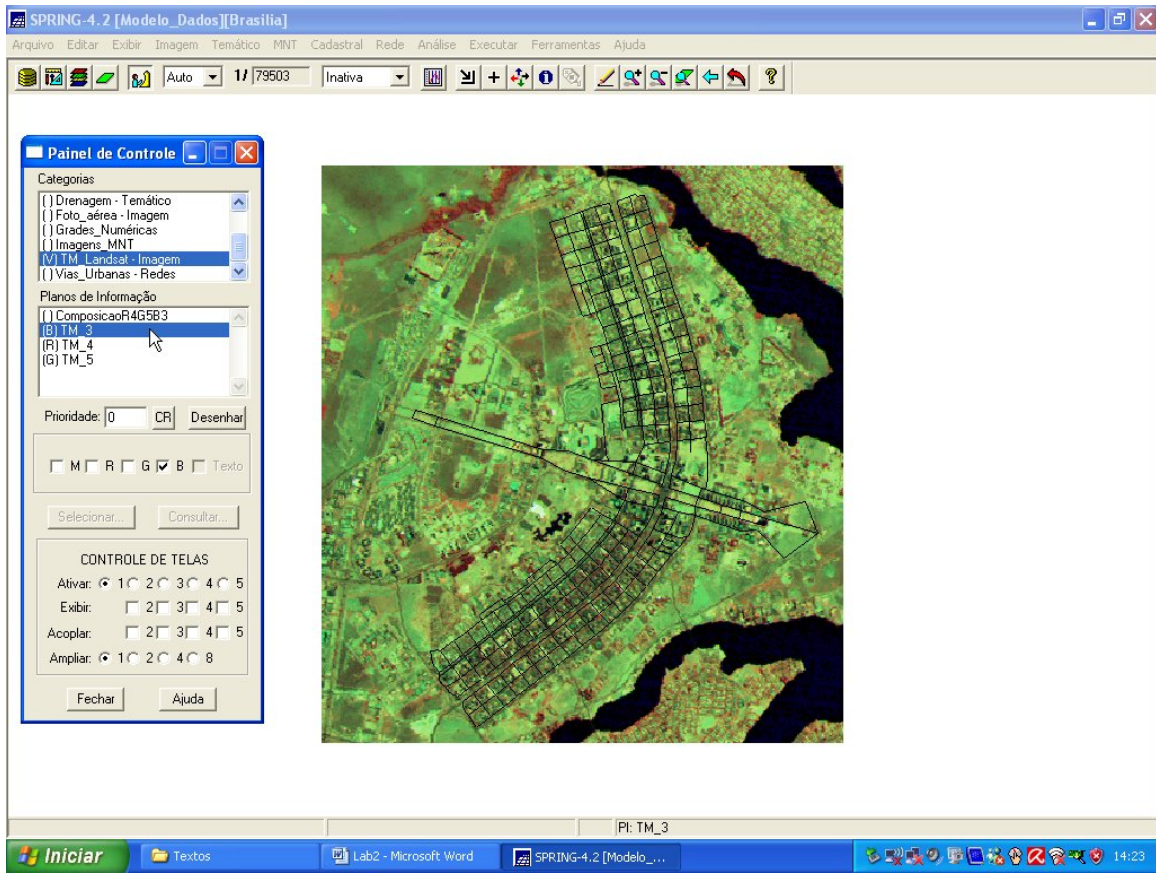 SPRING-4.2 [Modelo_Dados][Brasilia]
Arquivo Editar Exibir Imagem Temático MNT Cadastral Rede Análise Executar Ferramentas Ajuda
Auto 1/ 79503 Inativa
Painel de Controle
Categorias
( ) Drenagem - Temático
( ) Foto_aérea - Imagem
( ) Grades_Numéricas
( ) Imagens_MNT
(V) TM_Landsat - Imagem
( ) Vias_Urbanas - Redes
Planos de Informação
( ) ComposicaoR4G5B3
(B) TM_3
(R) TM_4
(G) TM_5
Prioridade: 0 CR Desenhar
M R G B Texto
Selecionar... Consultar...
CONTROLE DE TELAS
Ativar: 1 2 3 4 5
Exibir: 2 3 4 5
Acoplar: 2 3 4 5
Ampliar: 1 2 4 8
Fechar Ajuda
PI: TM_3
Iniciar Textos Lab2 - Microsoft Word SPRING-4.2 [Modelo_... 14:23